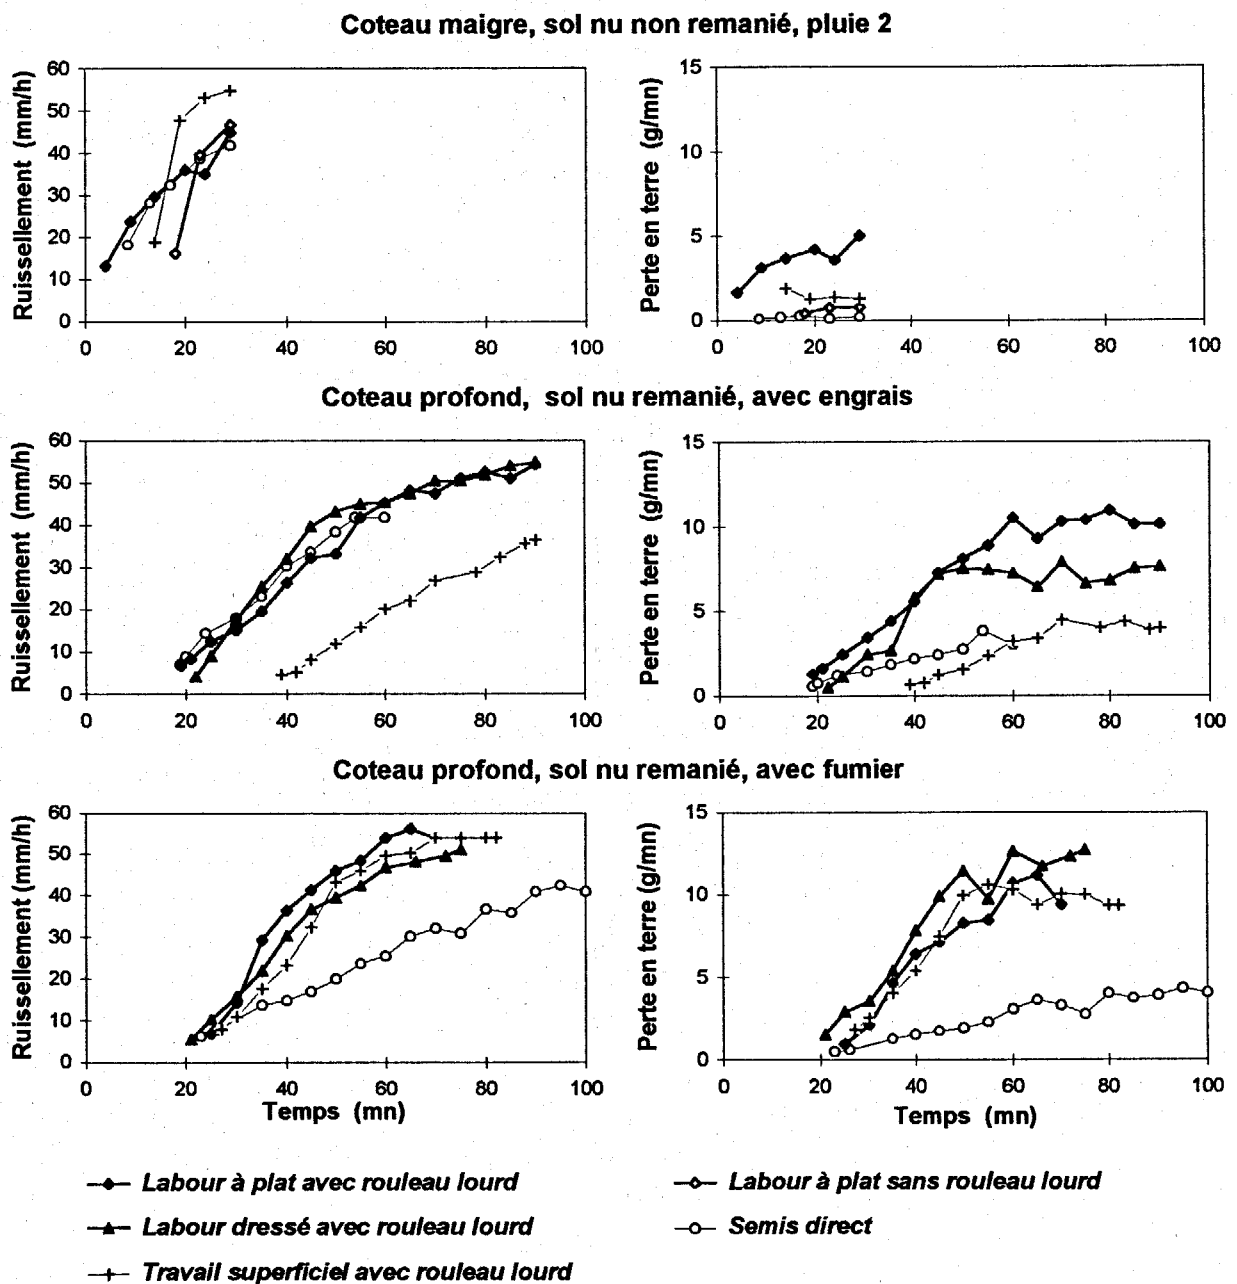 Coteau maigre, sol nu non remanié, pluie 2
Ruissellement (mm/h)
60
50
40
30
20
10
0
0 20 40 60 80 100
Perte en terre (g/mn)
15
10
5
0
0 20 40 60 80 100
Coteau profond, sol nu remanié, avec engrais
Ruissellement (mm/h)
60
50
40
30
20
10
0
0 20 40 60 80 100
Perte en terre (g/mn)
15
10
5
0
0 20 40 60 80 100
Coteau profond, sol nu remanié, avec fumier
Ruissellement (mm/h)
60
50
40
30
20
10
0
0 20 40 60 80 100
Temps (mn)
Perte en terre (g/mn)
15
10
5
0
0 20 40 60 80 100
Temps (mn)
Labour à plat avec rouleau lourd
Labour à plat sans rouleau lourd
Labour dressé avec rouleau lourd
Semis direct
Travail superficiel avec rouleau lourd